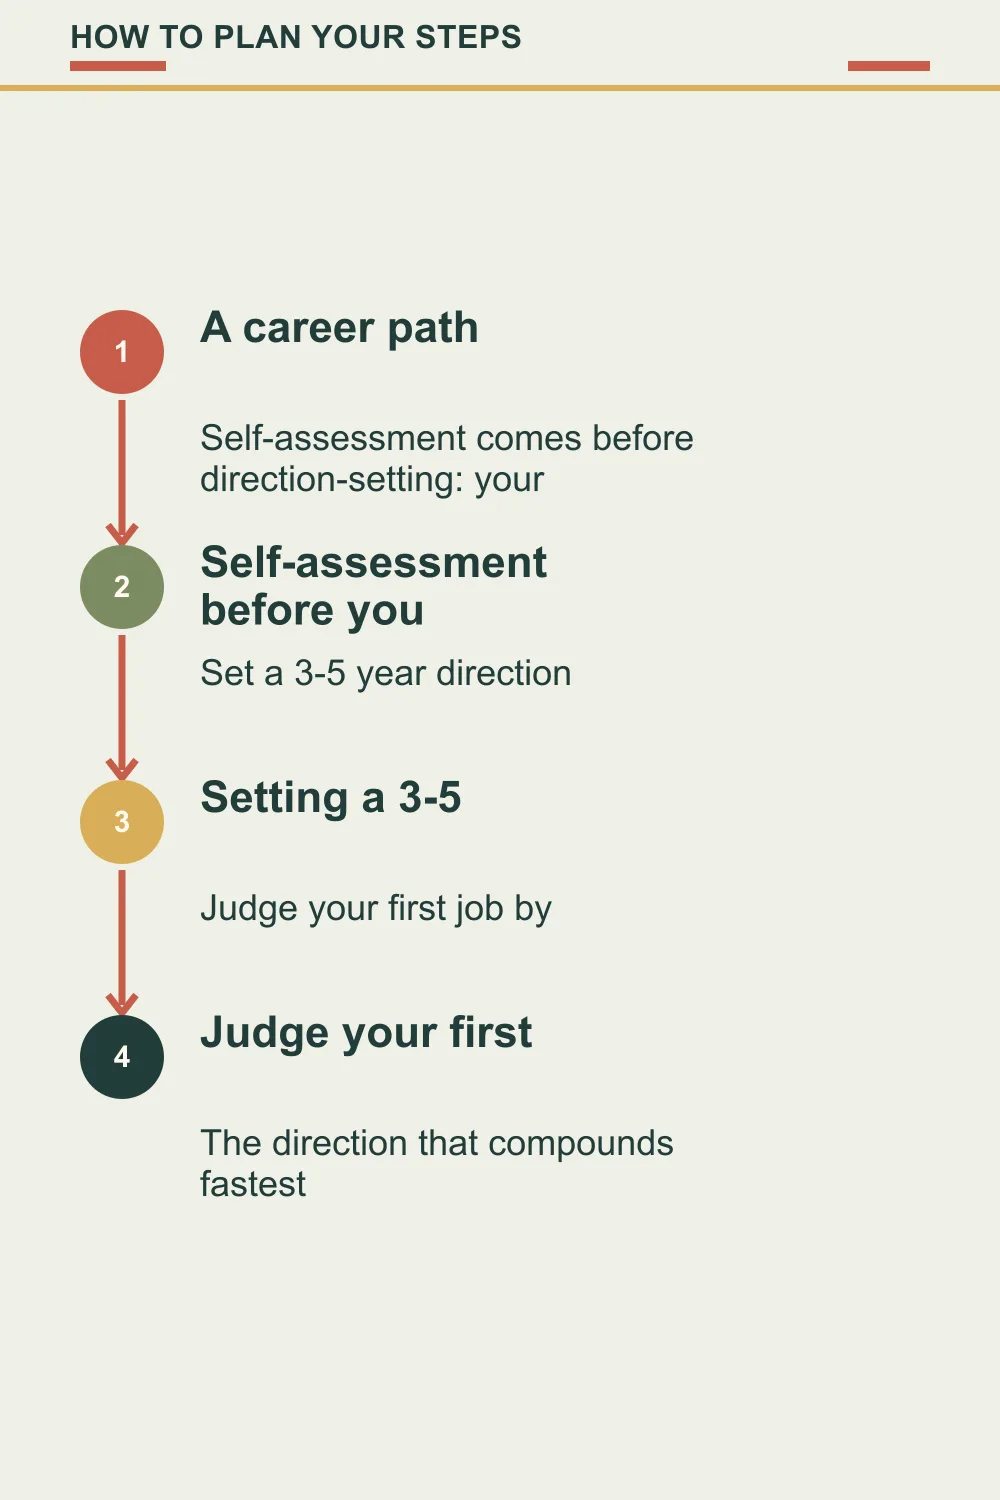 HOW TO PLAN YOUR STEPS
1
A career path
Self-assessment comes before
direction-setting: your
2
Self-assessment
before you
Set a 3-5 year direction
3
Setting a 3-5
Judge your first job by
4
Judge your first
The direction that compounds
fastest